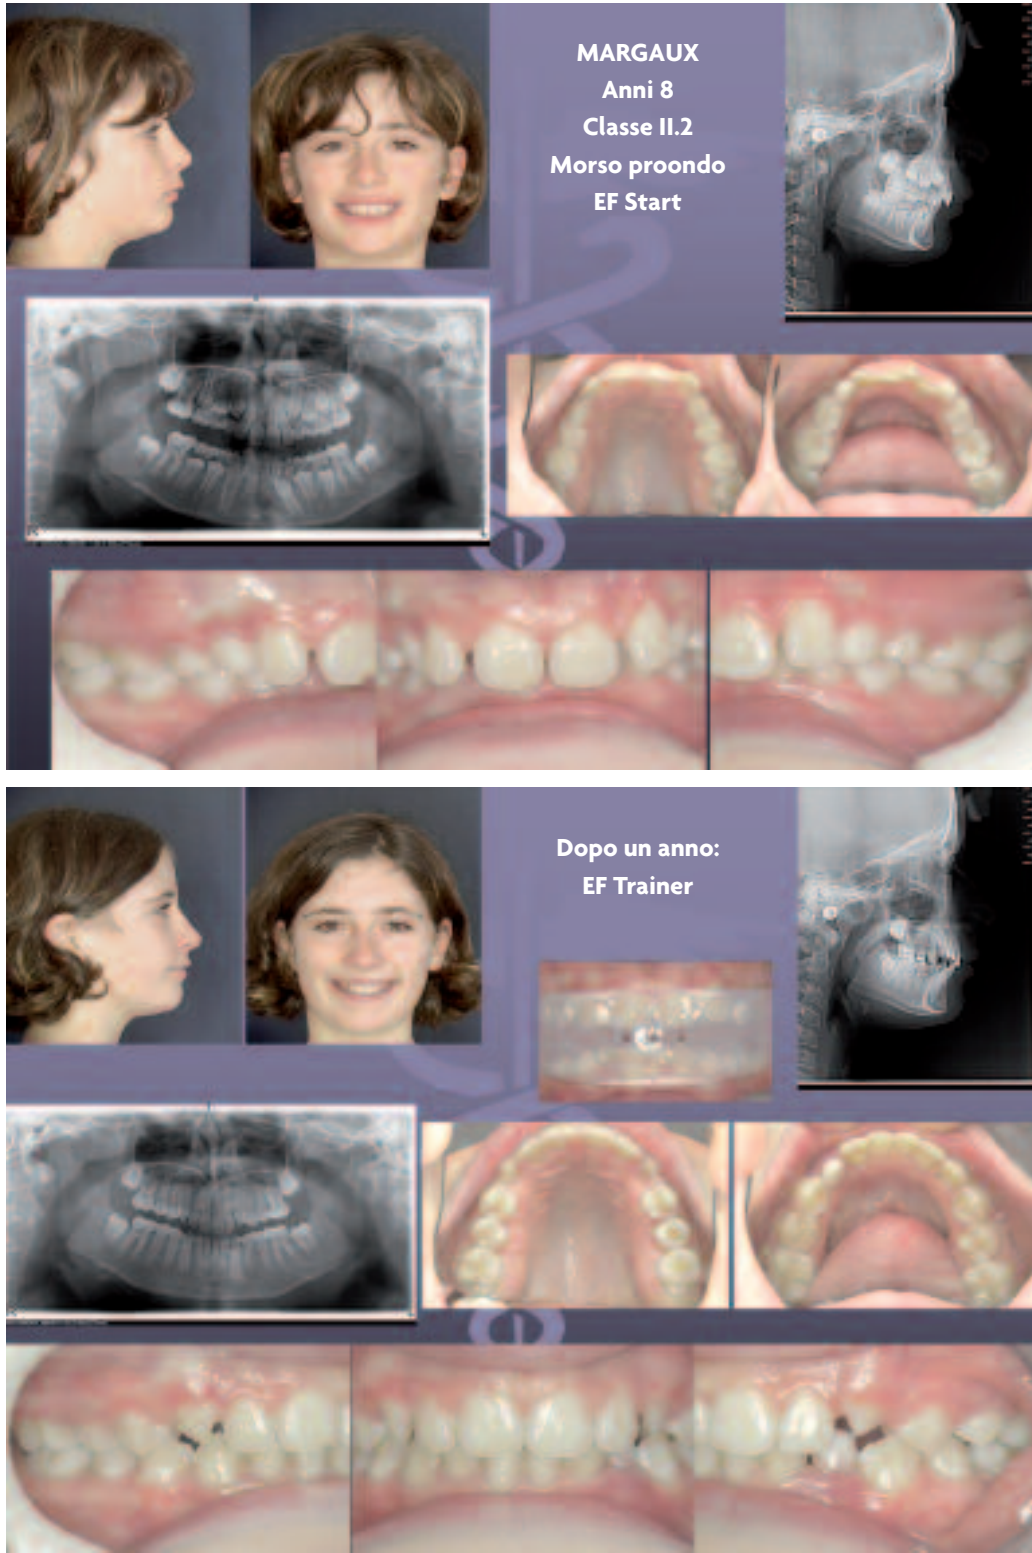 MARGAUX
Anni 8
Classe II.2
Morso proondo
EF Start
R
Dopo un anno:
EF Trainer